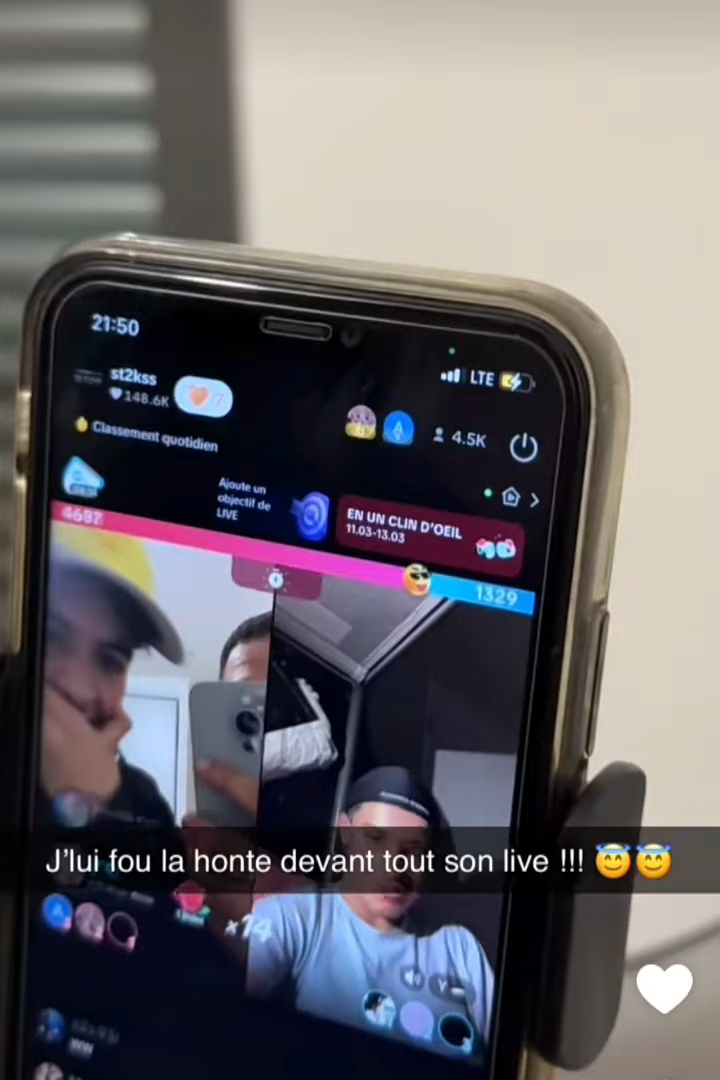 21:50
LTE
st2kss
148.6K
7
4.5K
Classement quotidien
Ajoute un
objectif de
LIVE
EN UN CLIN D'OEIL
11.03-13.03
4697
1329
J'lui fou la honte devant tout son live !!! 😇😇
x14